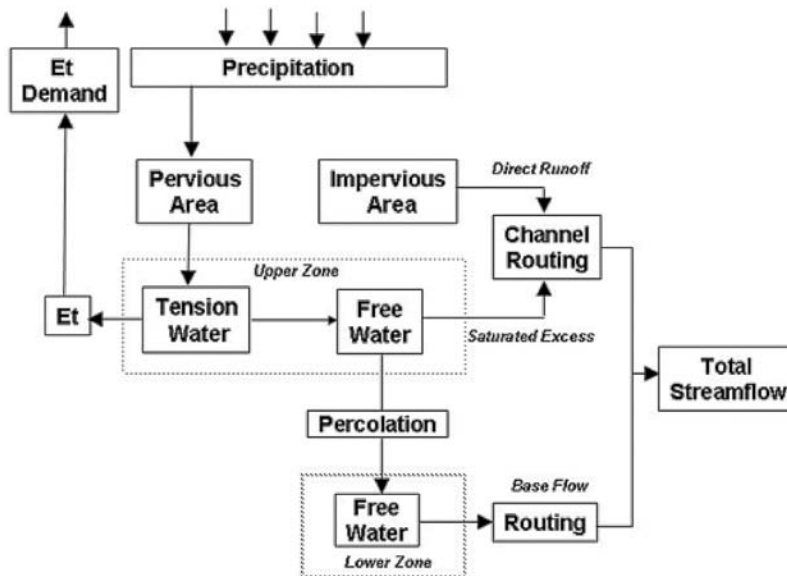 Et
Demand
Precipitation
Pervious
Area
Impervious
Area
Direct Runoff
Channel
Routing
Upper Zone
Et
Tension
Water
Free
Water
Saturated Excess
Total
Streamflow
Percolation
Free
Water
Lower Zone
Base Flow
Routing